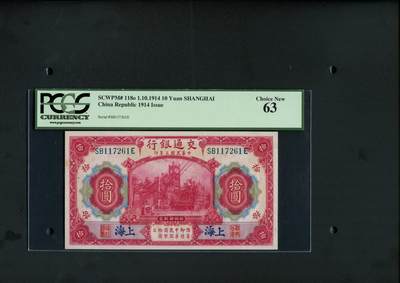 SCWPM# 118o 1.10.1914 10 Yuan SHANGHAI
China Republic 1914 Issue
Choice New
63
PCGS
CURRENCY
交通銀行
SB117261E
SB117261E
拾圓
拾圓
上海
上海